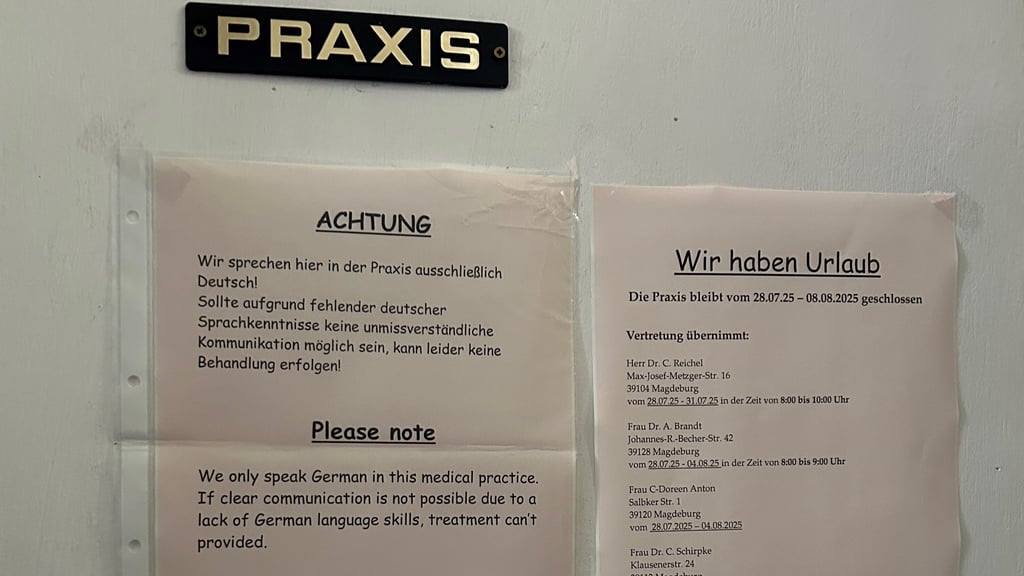 PRAXIS
ACHTUNG
Wir sprechen hier in der Praxis ausschließlich
Deutsch!
Sollte aufgrund fehlender deutscher
Sprachkenntnisse keine unmissverständliche
Kommunikation möglich sein, kann leider keine
Behandlung erfolgen!
Please note
We only speak German in this medical practice.
If clear communication is not possible due to a
lack of German language skills, treatment can't
provided.
Wir haben Urlaub
Die Praxis bleibt vom 28.07.25 – 08.08.2025 geschlossen
Vertretung übernimmt:
Herr Dr. C. Reichel
Max-Josef-Metzger-Str. 16
39104 Magdeburg
vom 28.07.25 - 31.07.25 in der Zeit von 8:00 bis 10:00 Uhr
Frau Dr. A. Brandt
Johannes-R.-Becher-Str. 42
39128 Magdeburg
vom 28.07.25 - 04.08.25 in der Zeit von 8:00 bis 9:00 Uhr
Frau C-Doreen Anton
Salbker Str. 1
39120 Magdeburg
vom 28.07.2025 – 04.08.2025
Frau Dr. C. Schirpke
Klausenerstr. 24